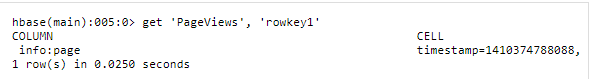 hbase(main):005:0> get 'PageViews', 'rowkey1'
COLUMN CELL
info:page timestamp=1410374788088,
1 row(s) in 0.0250 seconds